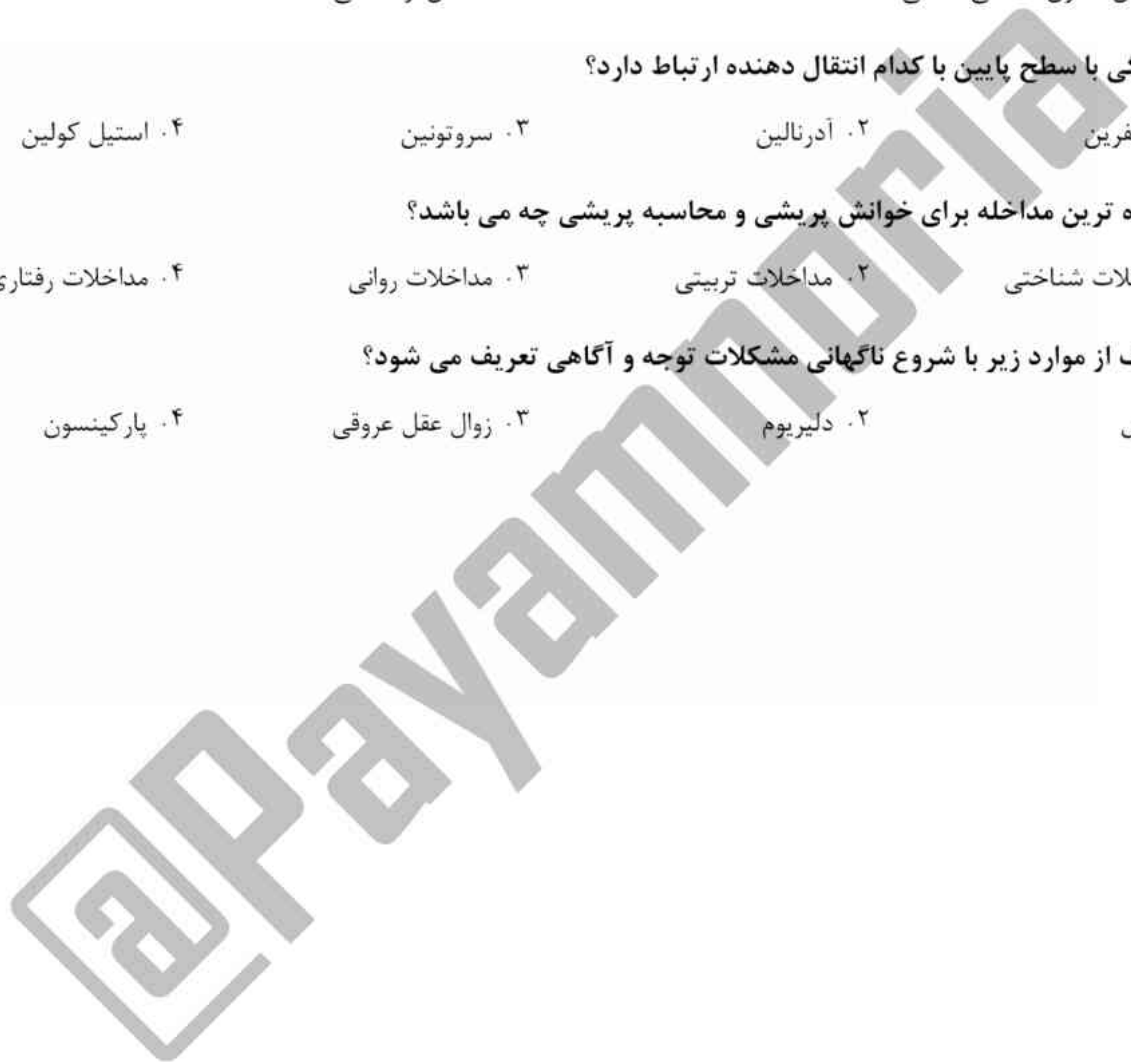 کی با سطح پایین با کدام انتقال دهنده ارتباط دارد؟
فرین ۲. آدرنالین ۳. سروتونین ۴. استیل کولین
ه ترین مداخله برای خوانش پریشی و محاسبه پریشی چه می باشد؟
لات شناختی ۲. مداخلات تربیتی ۳. مداخلات روانی ۴. مداخلات رفتاری
از موارد زیر با شروع ناگهانی مشکلات توجه و آگاهی تعریف می شود؟
۲. دلیریوم ۳. زوال عقل عروقی ۴. پارکینسون
@Payamnoria